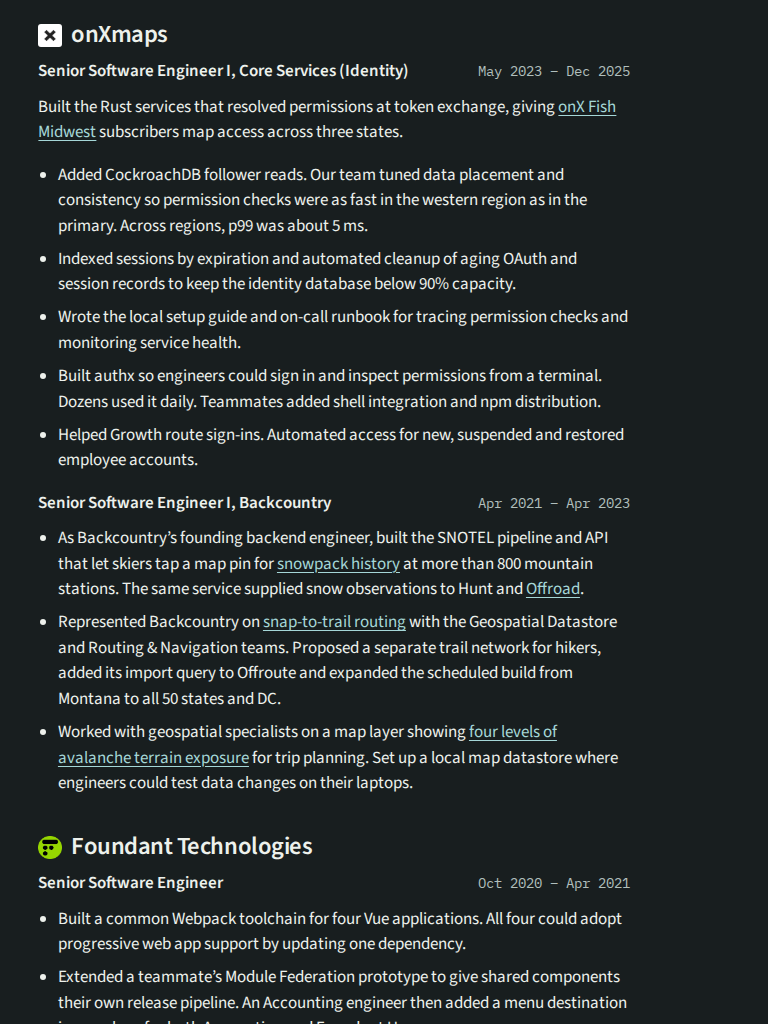 onXmaps
Senior Software Engineer I, Core Services (Identity) May 2023 – Dec 2025
Built the Rust services that resolved permissions at token exchange, giving onX Fish
Midwest subscribers map access across three states.
• Added CockroachDB follower reads. Our team tuned data placement and
consistency so permission checks were as fast in the western region as in the
primary. Across regions, p99 was about 5 ms.
• Indexed sessions by expiration and automated cleanup of aging OAuth and
session records to keep the identity database below 90% capacity.
• Wrote the local setup guide and on-call runbook for tracing permission checks and
monitoring service health.
• Built authx so engineers could sign in and inspect permissions from a terminal.
Dozens used it daily. Teammates added shell integration and npm distribution.
• Helped Growth route sign-ins. Automated access for new, suspended and restored
employee accounts.
Senior Software Engineer I, Backcountry Apr 2021 – Apr 2023
• As Backcountry’s founding backend engineer, built the SNOTEL pipeline and API
that let skiers tap a map pin for snowpack history at more than 800 mountain
stations. The same service supplied snow observations to Hunt and Offroad.
• Represented Backcountry on snap-to-trail routing with the Geospatial Datastore
and Routing & Navigation teams. Proposed a separate trail network for hikers,
added its import query to Offroute and expanded the scheduled build from
Montana to all 50 states and DC.
• Worked with geospatial specialists on a map layer showing four levels of
avalanche terrain exposure for trip planning. Set up a local map datastore where
engineers could test data changes on their laptops.
Foundant Technologies
Senior Software Engineer Oct 2020 – Apr 2021
• Built a common Webpack toolchain for four Vue applications. All four could adopt
progressive web app support by updating one dependency.
• Extended a teammate’s Module Federation prototype to give shared components
their own release pipeline. An Accounting engineer then added a menu destination